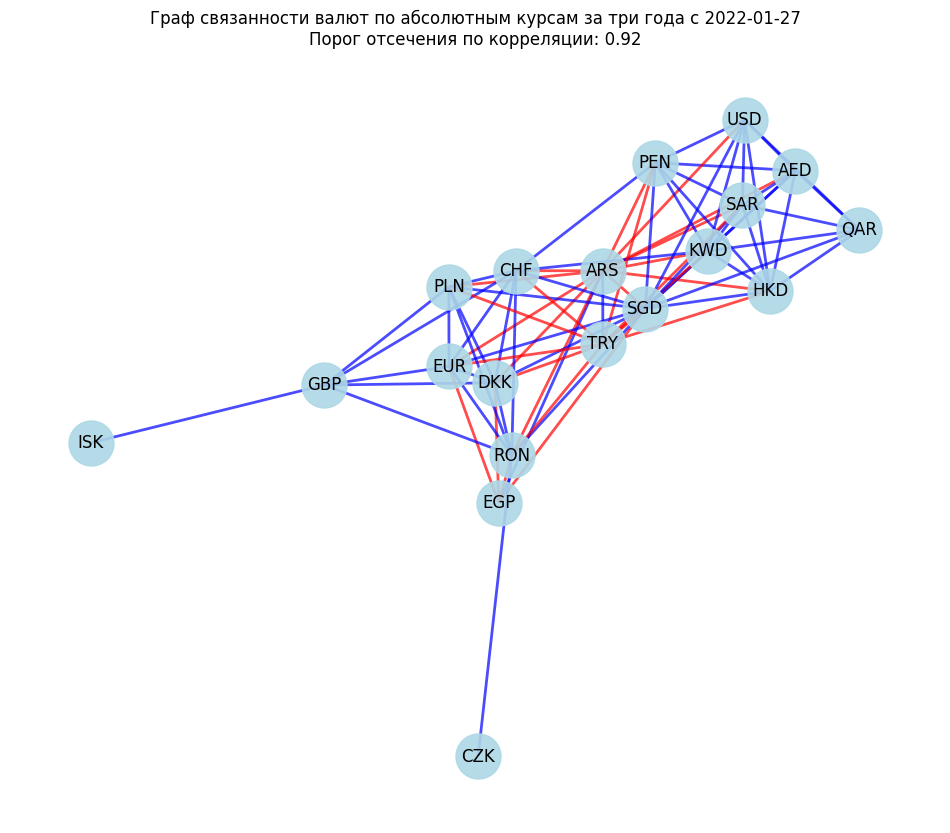 Граф связанности валют по абсолютным курсам за три года с 2022-01-27
Порог отсечения по корреляции: 0.92
USD
PEN
AED
SAR
QAR
KWD
CHF
ARS
PLN
HKD
SGD
TRY
EUR
DKK
GBP
ISK
RON
EGP
CZK